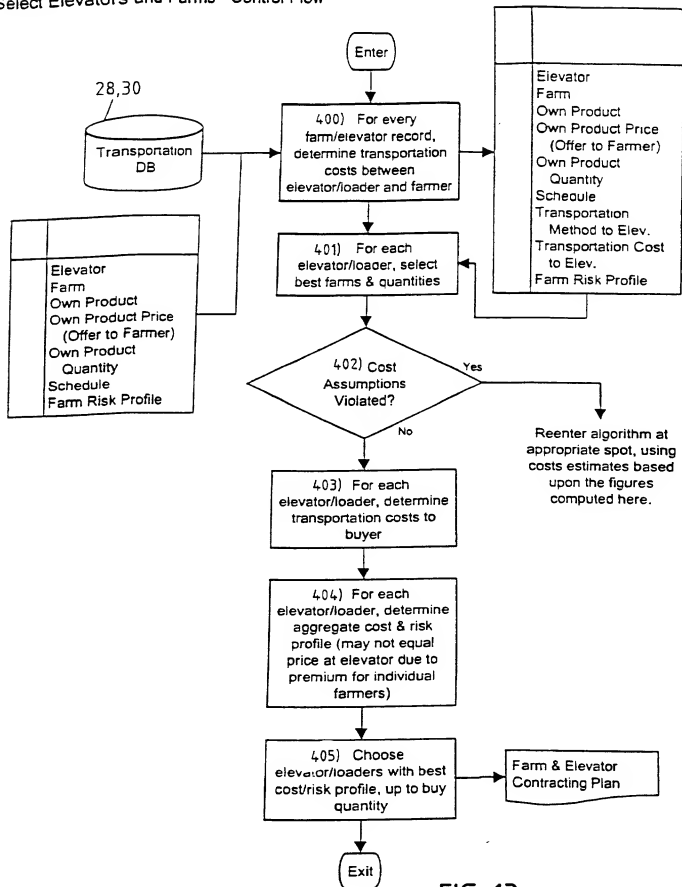 Select Elevators and Farms Control Flow
Enter
28,30
Transportation
DB
400) For every
farm/elevator record,
determine transportation
costs between
elevator/loader and farmer
Elevator
Farm
Own Product
Own Product Price
(Offer to Farmer)
Own Product
Quantity
Schedule
Transportation
Method to Elev.
Transportation Cost
to Elev.
Farm Risk Profile
Elevator
Farm
Own Product
Own Product Price
(Offer to Farmer)
Own Product
Quantity
Schedule
Farm Risk Profile
401) For each
elevator/loader, select
best farms & quantities
402) Cost
Assumptions
Violated?
Yes
No
Reenter algorithm at
appropriate spot, using
costs estimates based
upon the figures
computed here.
403) For each
elevator/loader, determine
transportation costs to
buyer
404) For each
elevator/loader, determine
aggregate cost & risk
profile (may not equal
price at elevator due to
premium for individual
farmers)
405) Choose
elevator/loaders with best
cost/risk profile, up to buy
quantity
Farm & Elevator
Contracting Plan
Exit